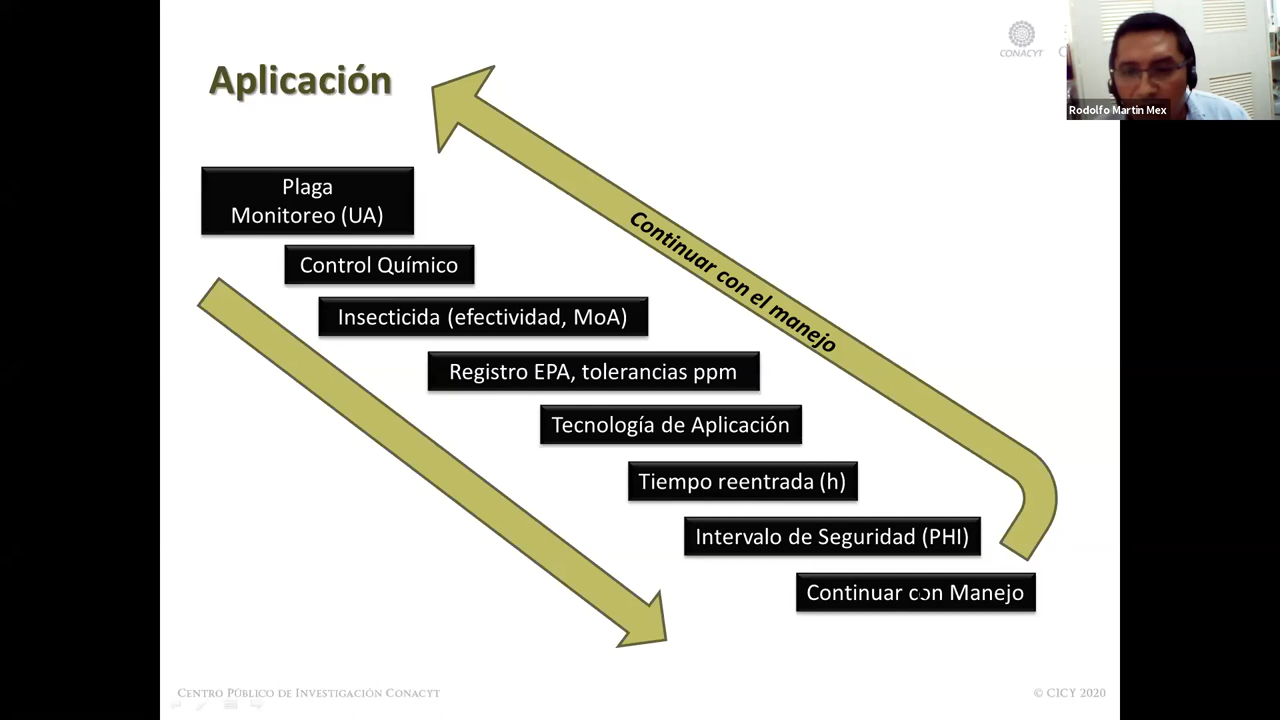 Aplicación
CONACYT
Rodolfo Martin Mex
Plaga
Monitoreo (UA)
Control Químico
Insecticida (efectividad, MoA)
Registro EPA, tolerancias ppm
Tecnología de Aplicación
Tiempo reentrada (h)
Intervalo de Seguridad (PHI)
Continuar con Manejo
Continuar con el manejo
Centro Público de Investigación Conacyt
© CICY 2020